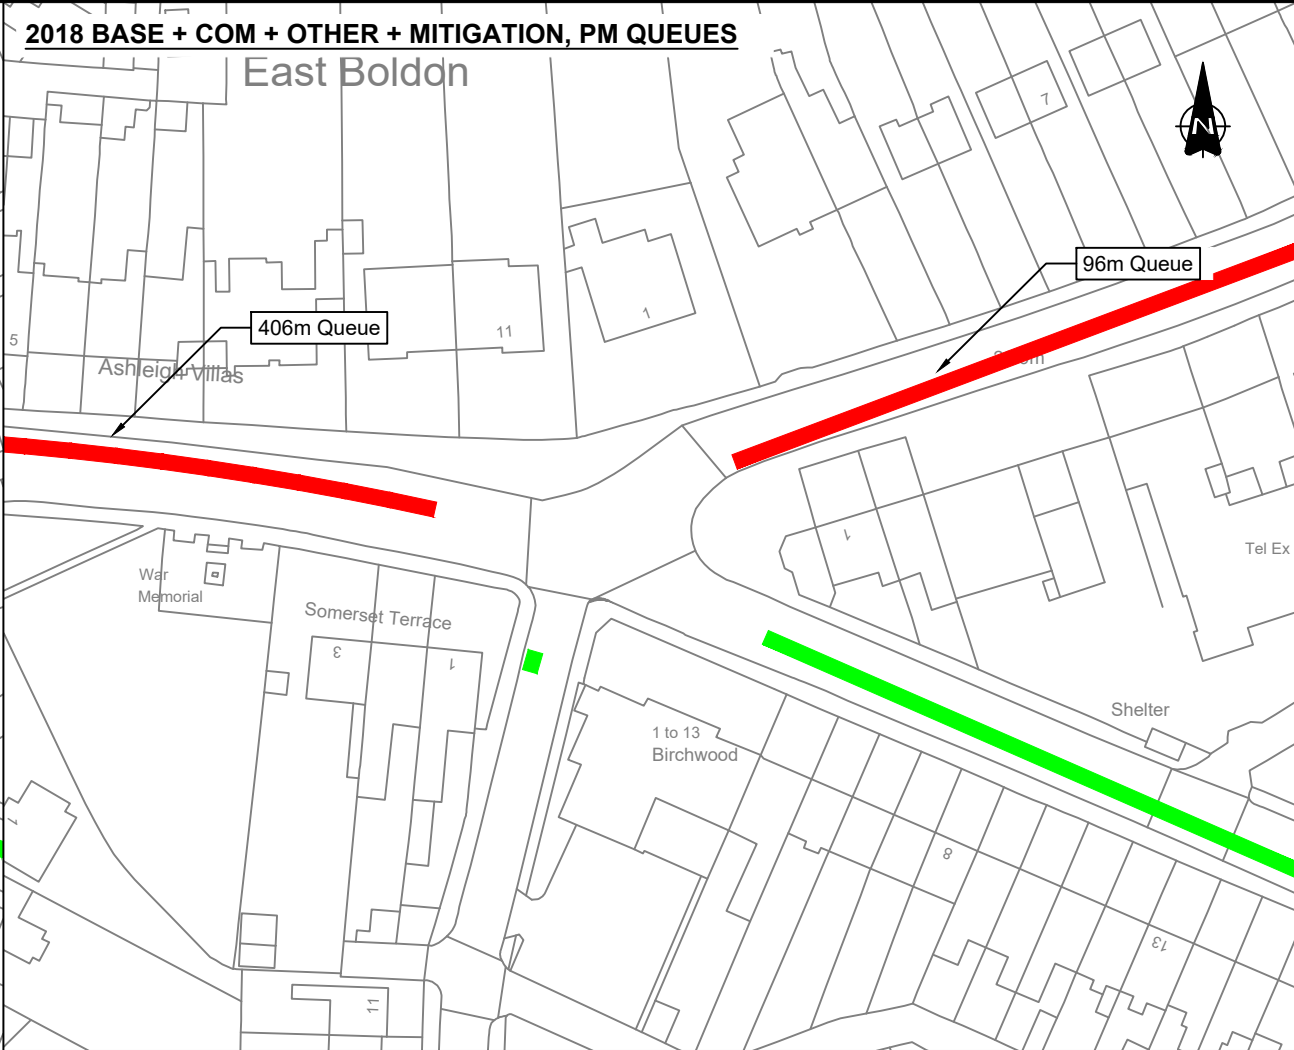 2018 BASE + COM + OTHER + MITIGATION, PM QUEUES
East Boldon
N
7
96m Queue
406m Queue
5
11
1
Ashleigh Villas
1
Tel Ex
War
Memorial
Somerset Terrace
3
1
Shelter
1 to 13
Birchwood
1
8
13
11